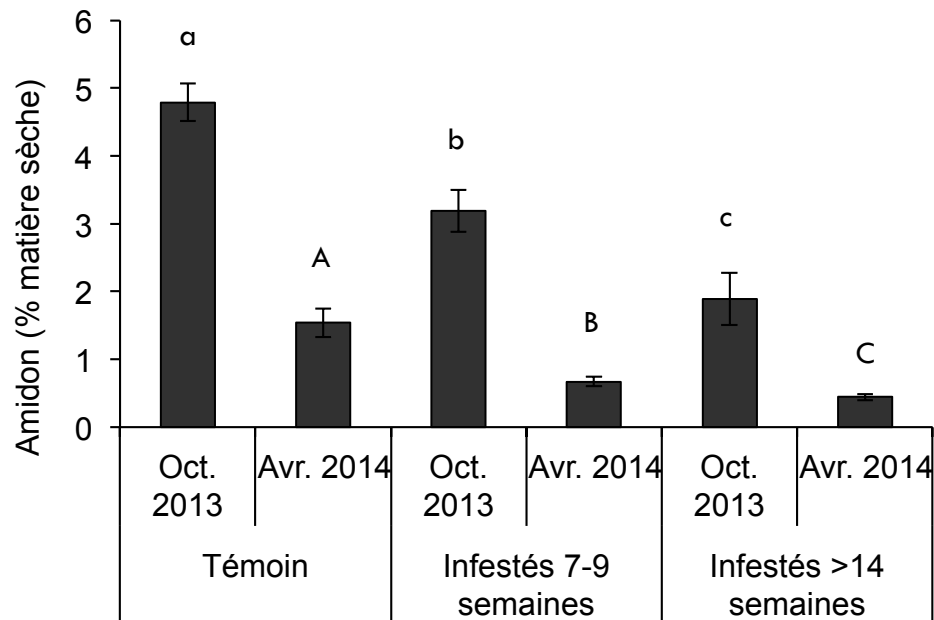 Amidon (% matière sèche)
6
5
4
3
2
1
0
a
A
b
B
c
C
Oct.
2013
Avr. 2014
Oct.
2013
Avr. 2014
Oct.
2013
Avr. 2014
Témoin
Infestés 7-9
semaines
Infestés >14
semaines